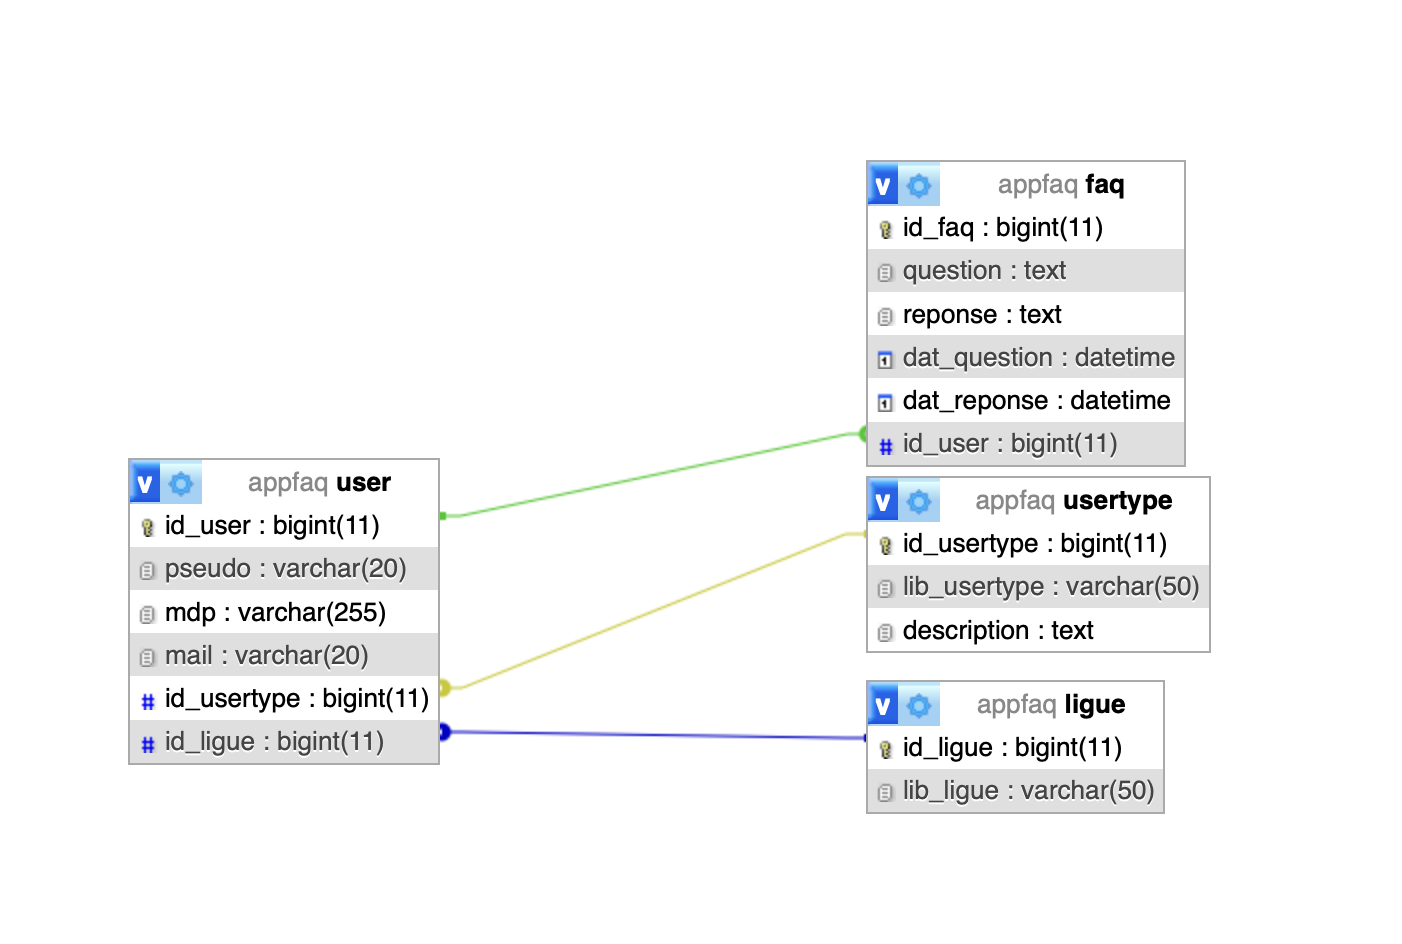 v appfaq faq
id_faq : bigint(11)
question : text
reponse : text
dat_question : datetime
dat_reponse : datetime
# id_user : bigint(11)
v appfaq user
id_user : bigint(11)
pseudo : varchar(20)
mdp : varchar(255)
mail : varchar(20)
# id_usertype : bigint(11)
# id_ligue : bigint(11)
v appfaq usertype
id_usertype : bigint(11)
lib_usertype : varchar(50)
description : text
v appfaq ligue
id_ligue : bigint(11)
lib_ligue : varchar(50)